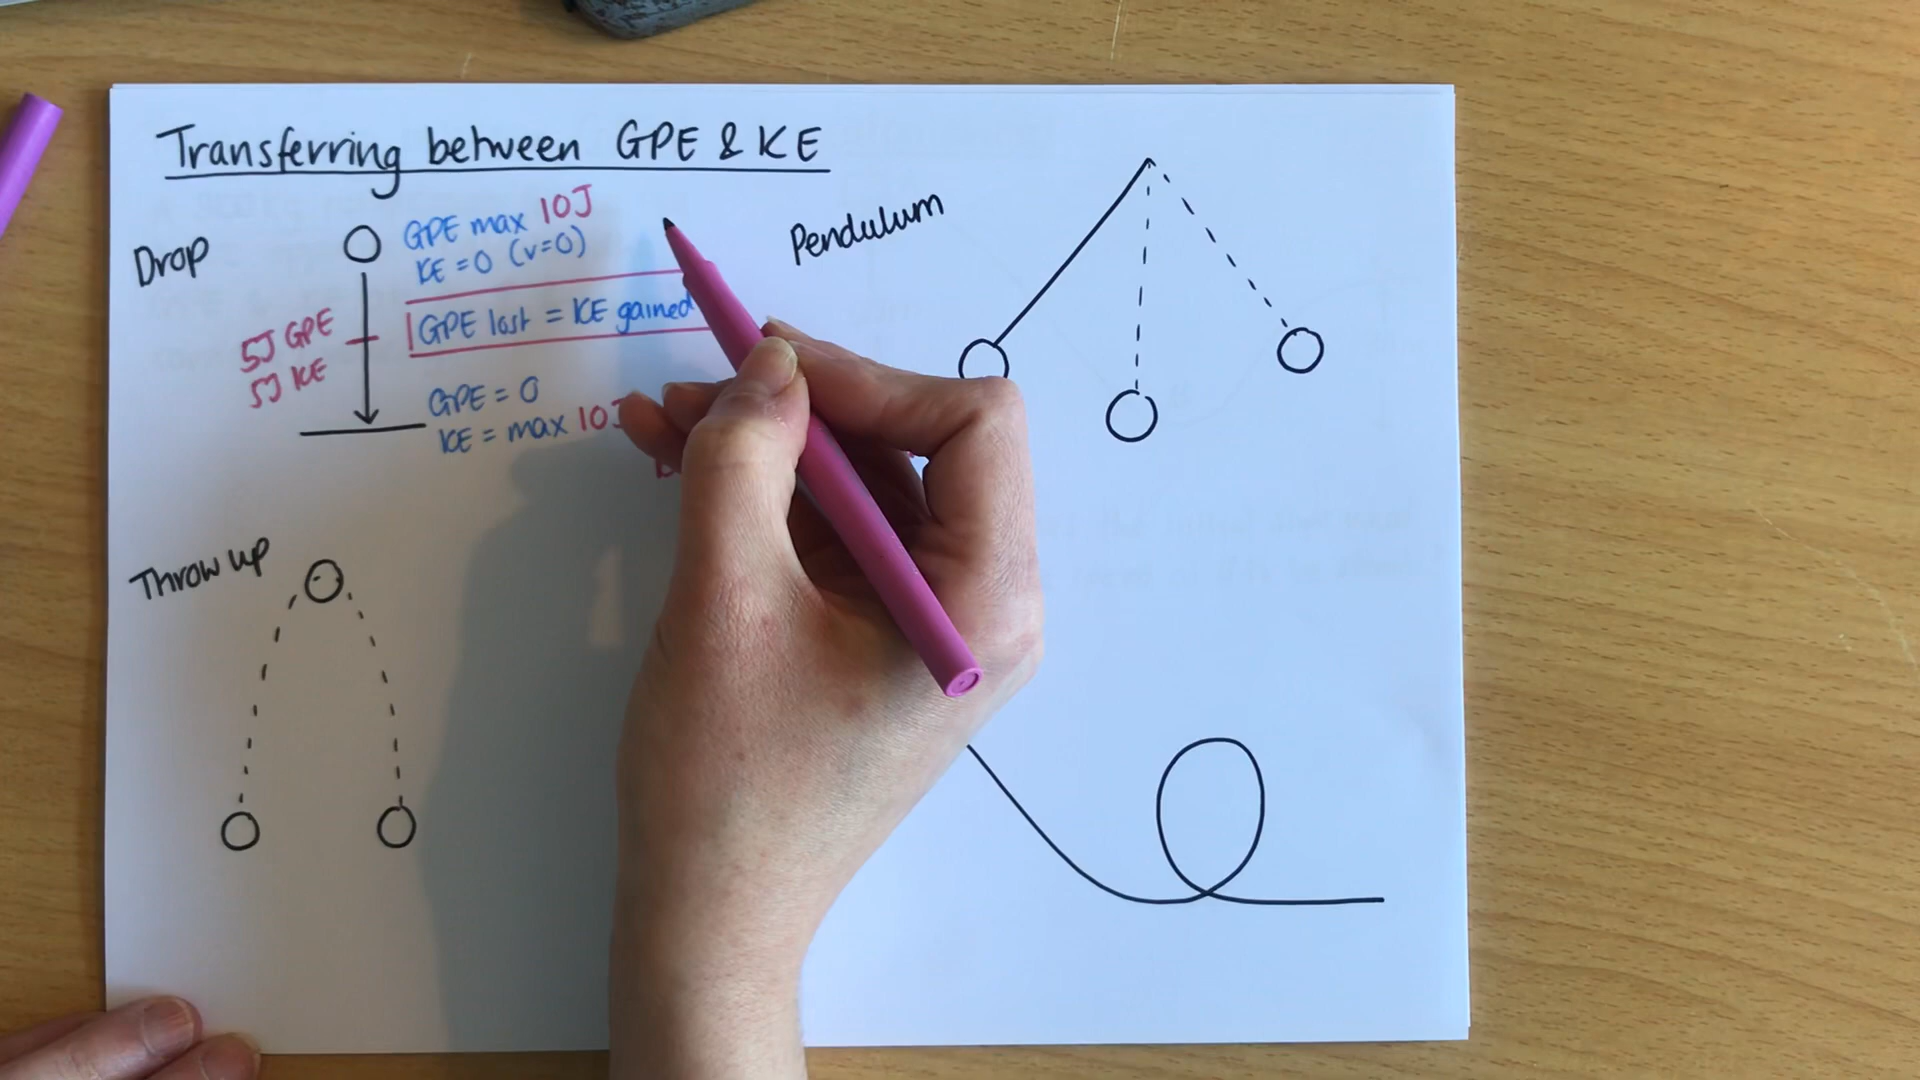 Transferring between GPE & KE
Drop
GPE max 10J
KE = 0 (v=0)
GPE lost = KE gained
5J GPE
5J KE
GPE = 0
KE = max 10J
Pendulum
Throw up